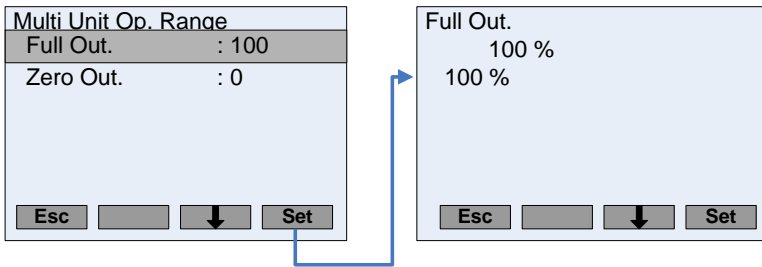 Multi Unit Op. Range
Full Out. : 100
Zero Out. : 0
Esc Set
Full Out.
100 %
100 %
Esc Set